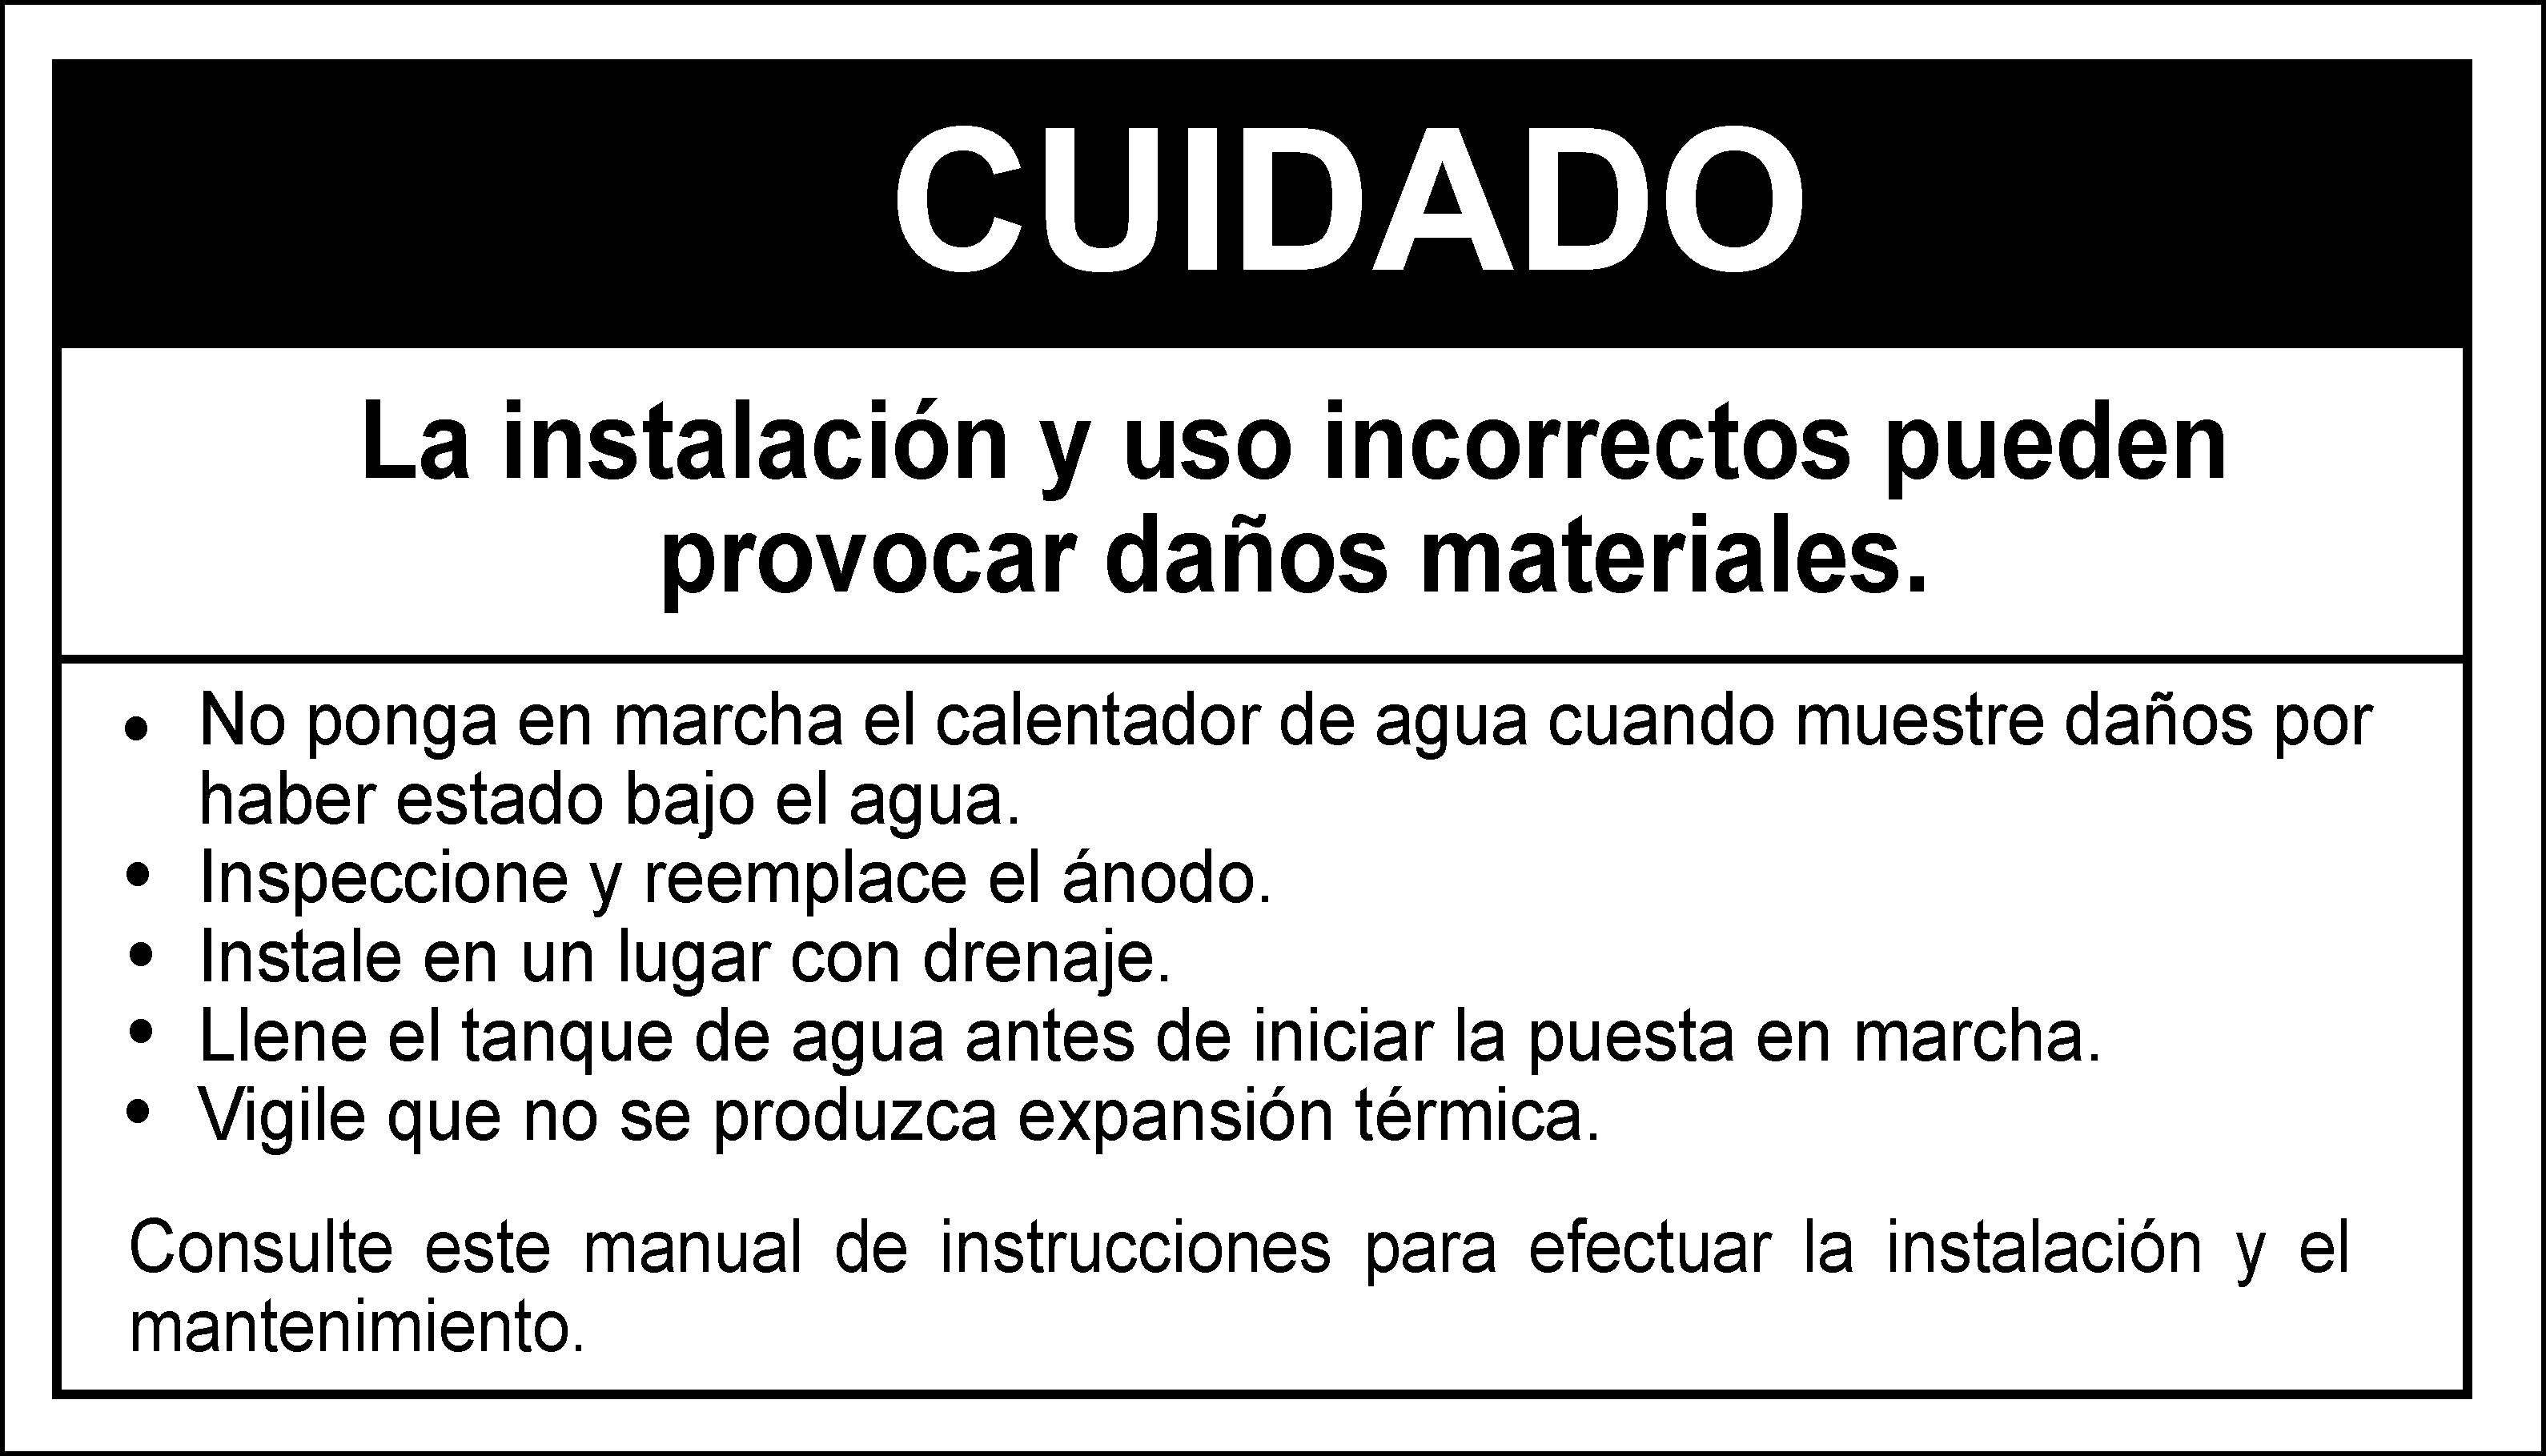 CUIDADO
La instalación y uso incorrectos pueden
provocar daños materiales.
• No ponga en marcha el calentador de agua cuando muestre daños por
haber estado bajo el agua.
• Inspeccione y reemplace el ánodo.
• Instale en un lugar con drenaje.
• Llene el tanque de agua antes de iniciar la puesta en marcha.
• Vigile que no se produzca expansión térmica.
Consulte este manual de instrucciones para efectuar la instalación y el
mantenimiento.